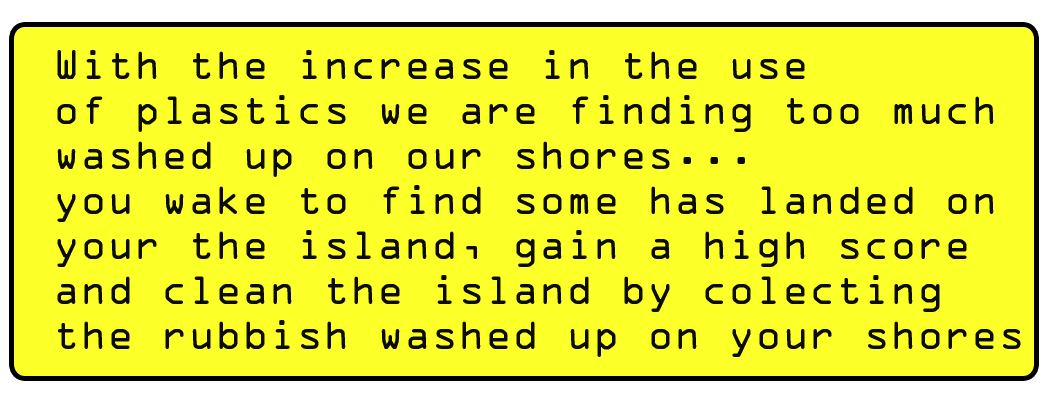 With the increase in the use
of plastics we are finding too much
washed up on our shores...
you wake to find some has landed on
your the island, gain a high score
and clean the island by colecting
the rubbish washed up on your shores